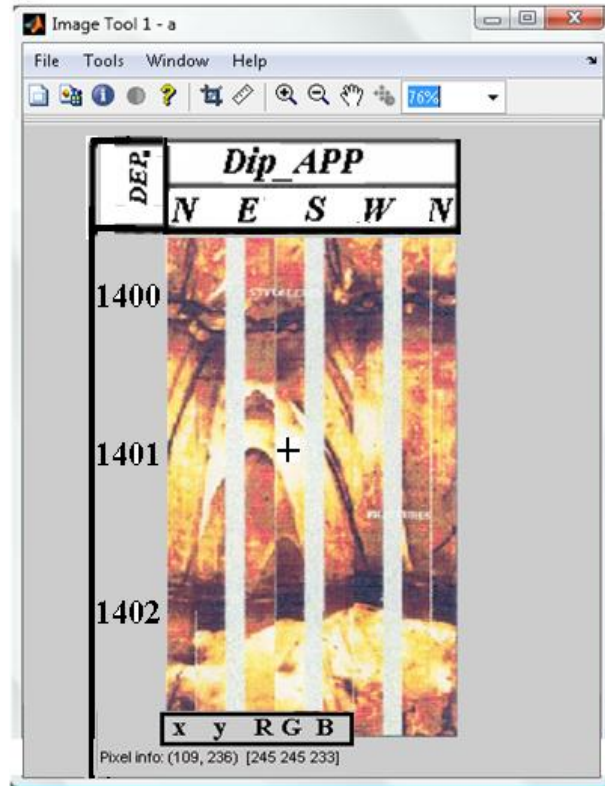 Image Tool 1 - a
File Tools Window Help
76%
DEP.
Dip_APP
N E S W N
1400
1401
1402
x y R G B
Pixel info: (109, 236) [245 245 233]